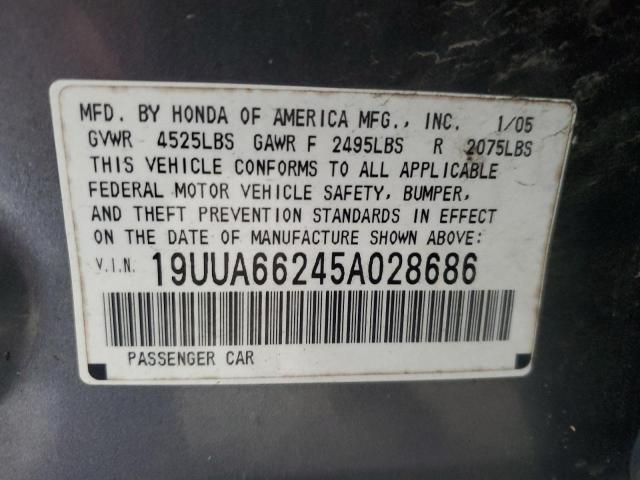 MFD. BY HONDA OF AMERICA MFG., INC. 1/05
GVWR 4525LBS GAWR F 2495LBS R 2075LBS
THIS VEHICLE CONFORMS TO ALL APPLICABLE
FEDERAL MOTOR VEHICLE SAFETY, BUMPER,
AND THEFT PREVENTION STANDARDS IN EFFECT
ON THE DATE OF MANUFACTURE SHOWN ABOVE:
V.I.N. 19UUA66245A028686
PASSENGER CAR